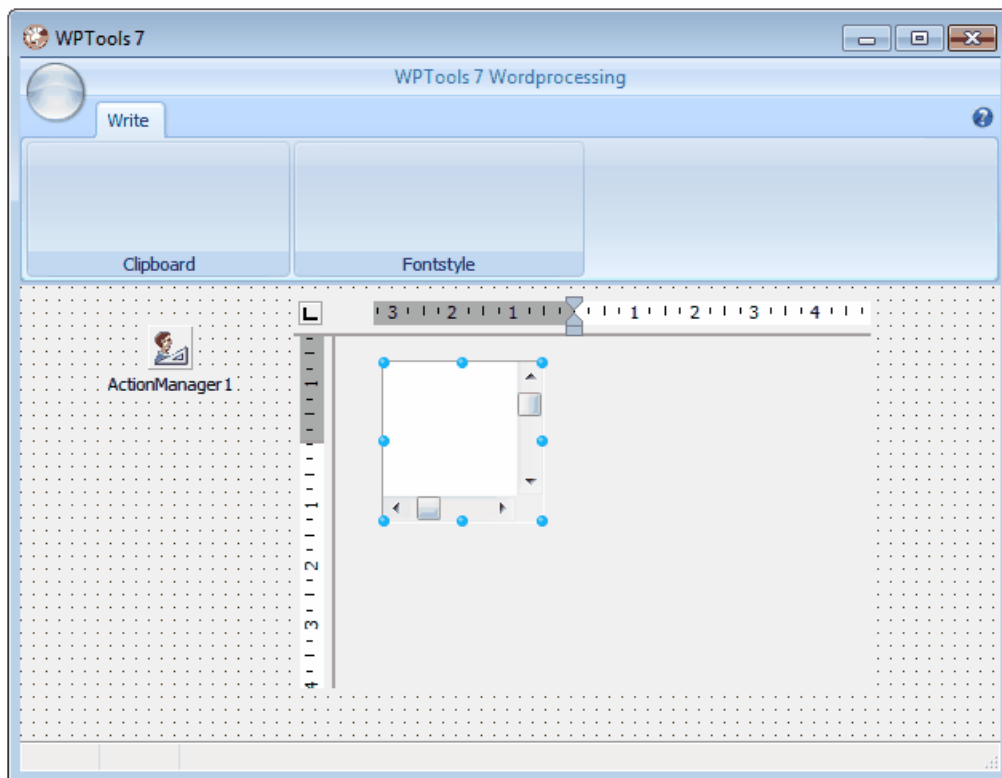 WPTools 7
WPTools 7 Wordprocessing
Write
Clipboard
Fontstyle
L 3 2 1 1 2 3 4
ActionManager1
1
1
2
3
4